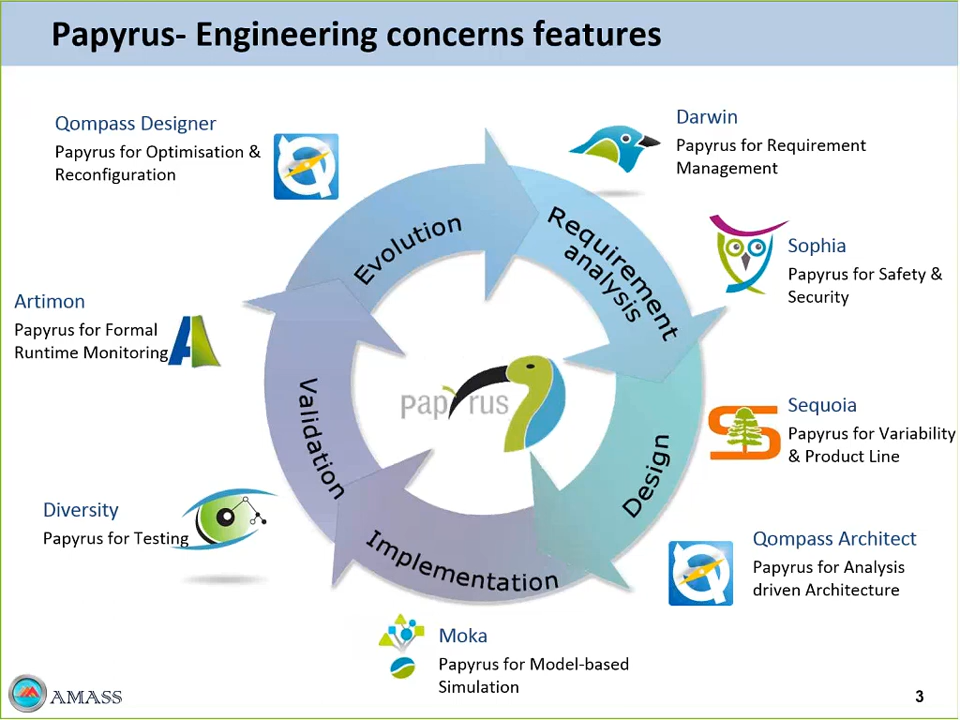 Papyrus- Engineering concerns features
Qompass Designer
Papyrus for Optimisation &
Reconfiguration
Darwin
Papyrus for Requirement
Management
Sophia
Papyrus for Safety &
Security
Artimon
Papyrus for Formal
Runtime Monitoring
Evolution
Requirement
analysis
Validation
papyrus
Design
Implementation
Sequoia
Papyrus for Variability
& Product Line
Diversity
Papyrus for Testing
Qompass Architect
Papyrus for Analysis
driven Architecture
Moka
Papyrus for Model-based
Simulation
AMASS
3